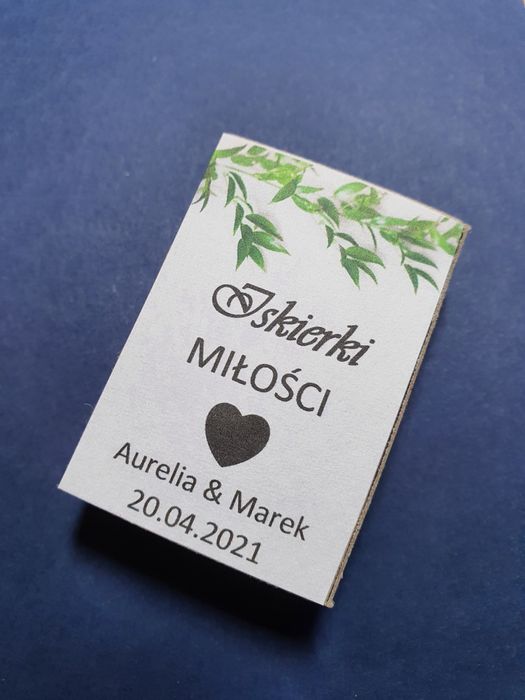 Iskierki
MIŁOŚCI
Aurelia & Marek
20.04.2021